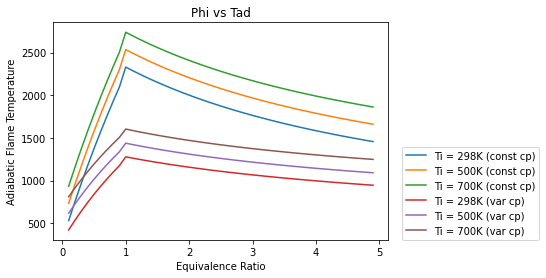 Phi vs Tad
Adiabatic Flame Temperature
2500
2000
1500
1000
500
0
1
2
3
4
5
Equivalence Ratio
Ti = 298K (const cp)
Ti = 500K (const cp)
Ti = 700K (const cp)
Ti = 298K (var cp)
Ti = 500K (var cp)
Ti = 700K (var cp)